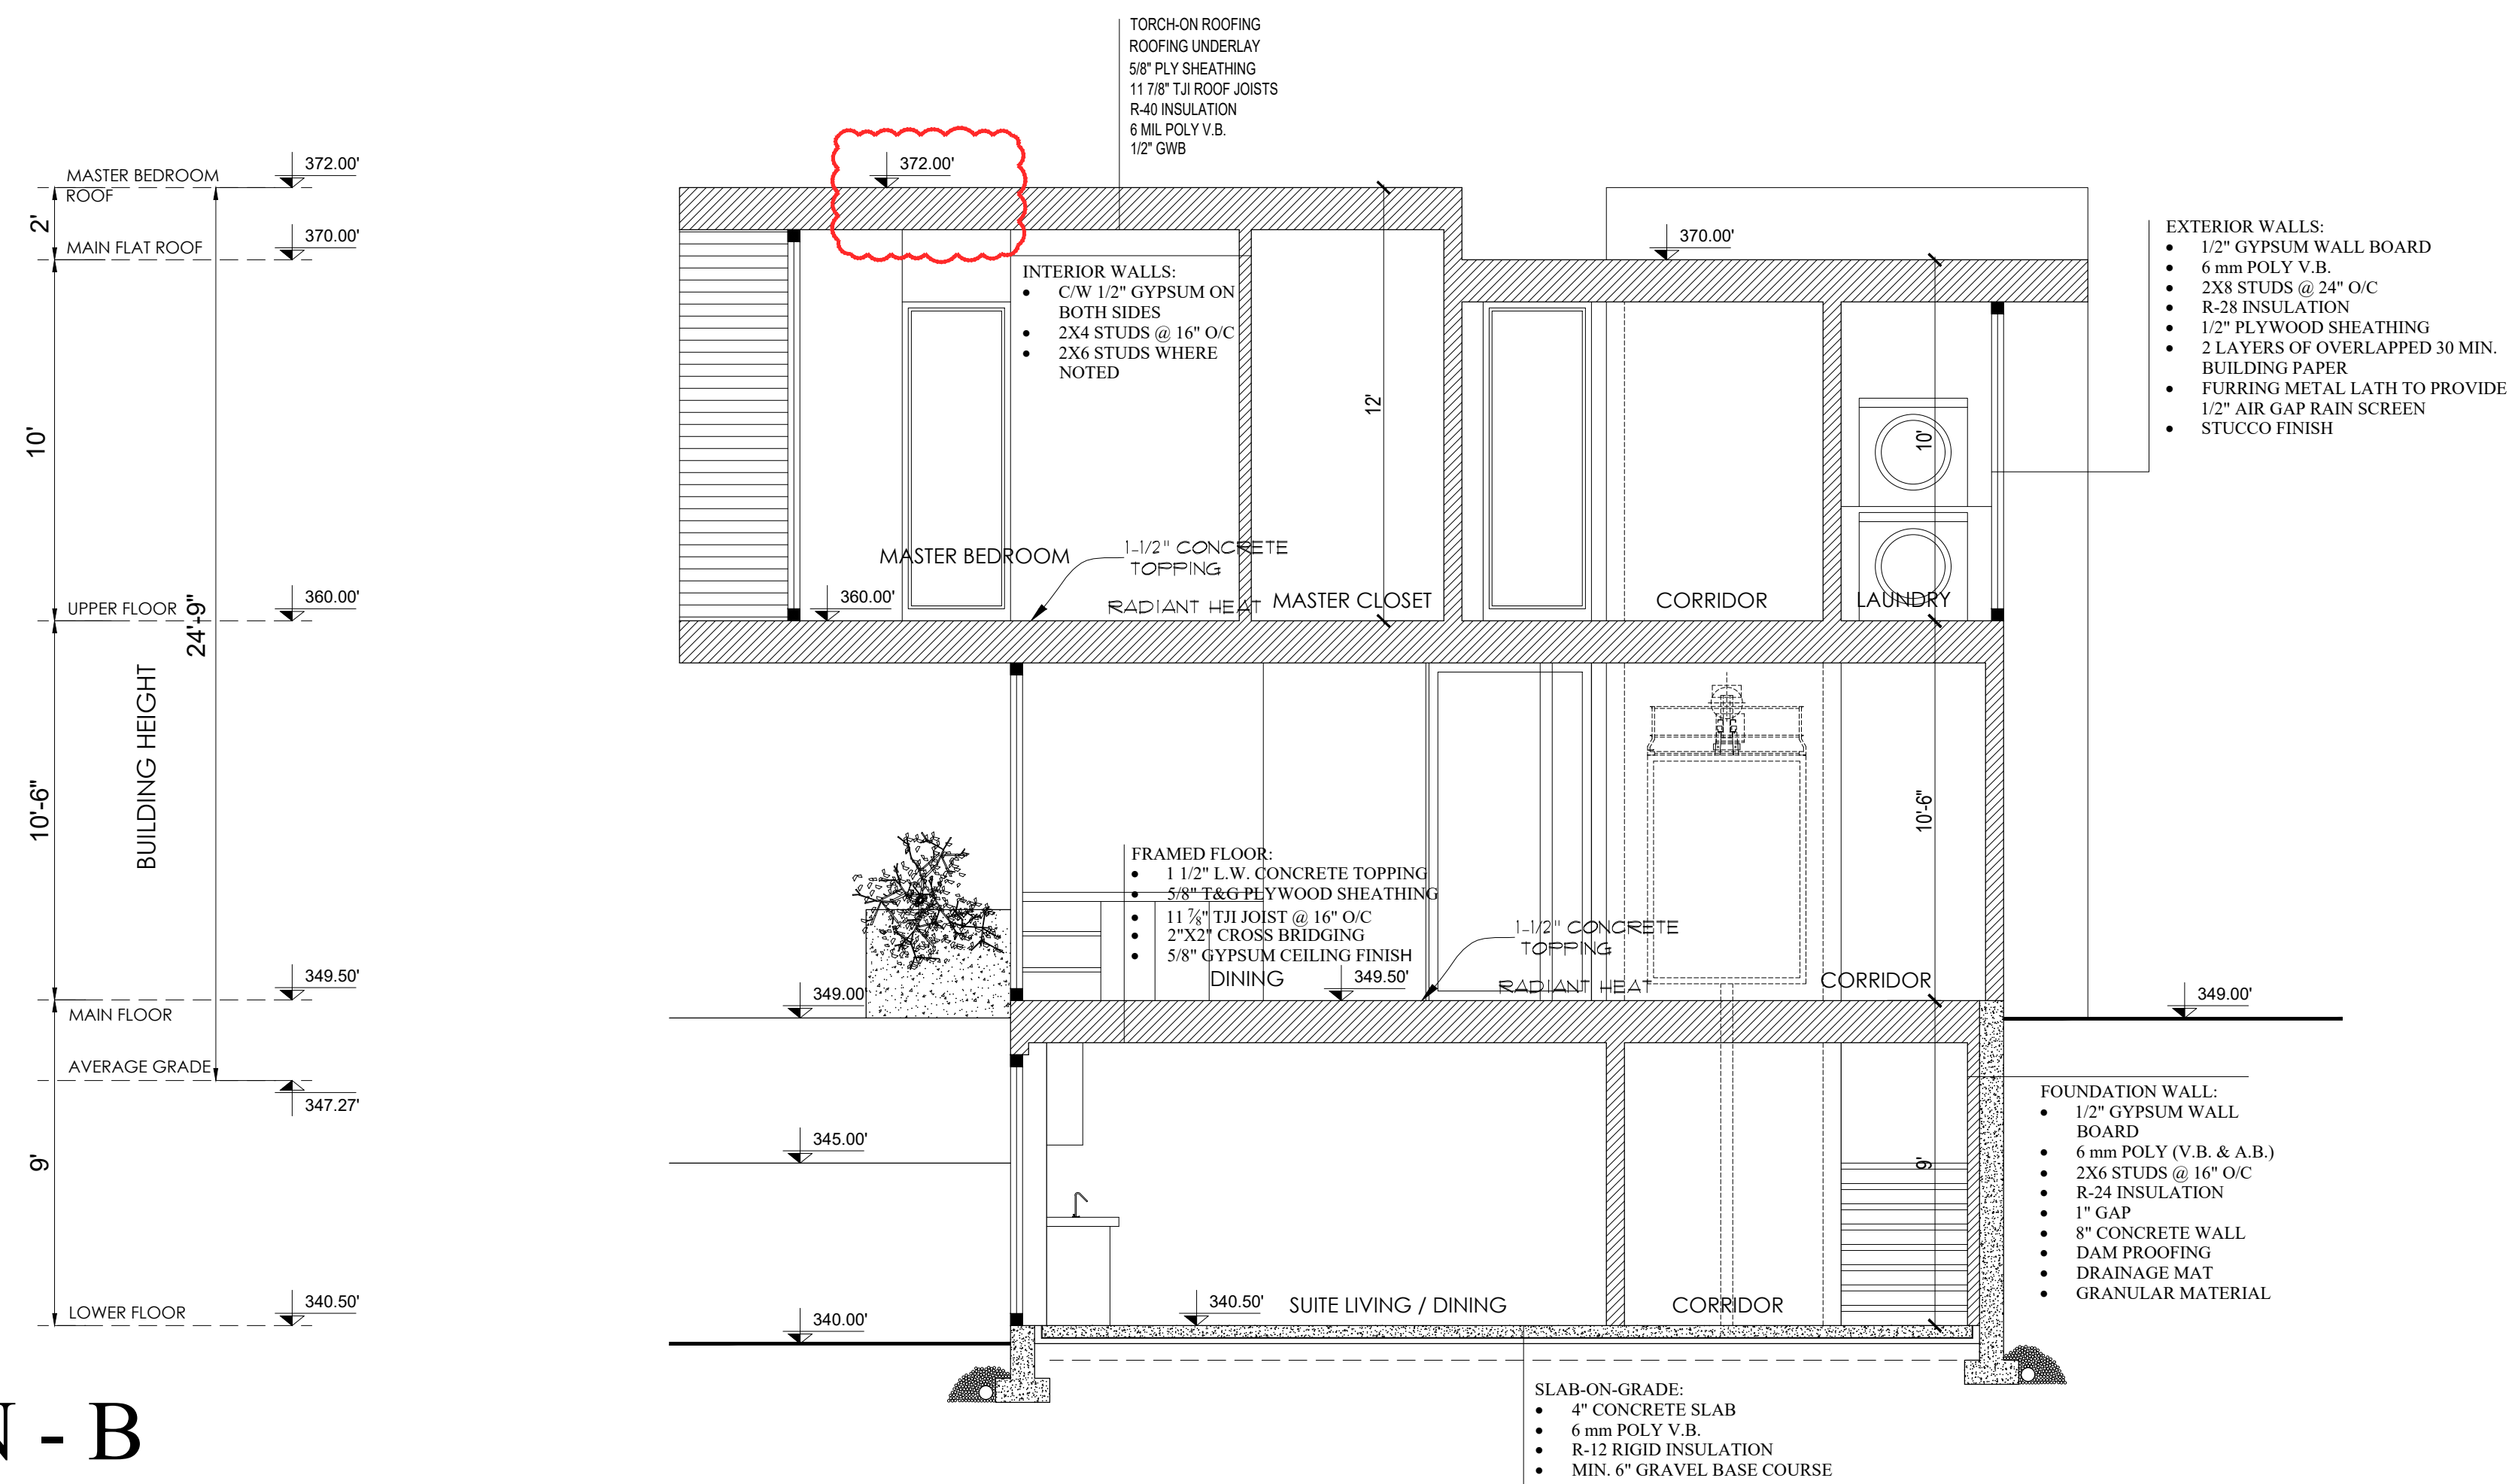 TORCH-ON ROOFING
ROOFING UNDERLAY
5/8" PLY SHEATHING
11 7/8" TJI ROOF JOISTS
R-40 INSULATION
6 MIL POLY V.B.
1/2" GWB
MASTER BEDROOM
ROOF
372.00'
2'
MAIN FLAT ROOF
370.00'
10'
UPPER FLOOR
360.00'
24'-9"
BUILDING HEIGHT
10'-6"
349.50'
MAIN FLOOR
AVERAGE GRADE
347.27'
9'
LOWER FLOOR
340.50'
372.00'
370.00'
INTERIOR WALLS:
• C/W 1/2" GYPSUM ON
BOTH SIDES
• 2X4 STUDS @ 16" O/C
• 2X6 STUDS WHERE
NOTED
12'
10'
EXTERIOR WALLS:
• 1/2" GYPSUM WALL BOARD
• 6 mm POLY V.B.
• 2X8 STUDS @ 24" O/C
• R-28 INSULATION
• 1/2" PLYWOOD SHEATHING
• 2 LAYERS OF OVERLAPPED 30 MIN.
BUILDING PAPER
• FURRING METAL LATH TO PROVIDE
1/2" AIR GAP RAIN SCREEN
• STUCCO FINISH
MASTER BEDROOM
1-1/2" CONCRETE
TOPPING
RADIANT HEAT
360.00'
MASTER CLOSET
CORRIDOR
LAUNDRY
10'-6"
FRAMED FLOOR:
• 1 1/2" L.W. CONCRETE TOPPING
• 5/8" T&G PLYWOOD SHEATHING
• 11 ⅞" TJI JOIST @ 16" O/C
• 2"X2" CROSS BRIDGING
• 5/8" GYPSUM CEILING FINISH
DINING
349.50'
1-1/2" CONCRETE
TOPPING
RADIANT HEAT
CORRIDOR
349.00'
349.00'
345.00'
9'
FOUNDATION WALL:
• 1/2" GYPSUM WALL
BOARD
• 6 mm POLY (V.B. & A.B.)
• 2X6 STUDS @ 16" O/C
• R-24 INSULATION
• 1" GAP
• 8" CONCRETE WALL
• DAM PROOFING
• DRAINAGE MAT
• GRANULAR MATERIAL
340.00'
340.50'
SUITE LIVING / DINING
CORRIDOR
SLAB-ON-GRADE:
• 4" CONCRETE SLAB
• 6 mm POLY V.B.
• R-12 RIGID INSULATION
• MIN. 6" GRAVEL BASE COURSE
N - B